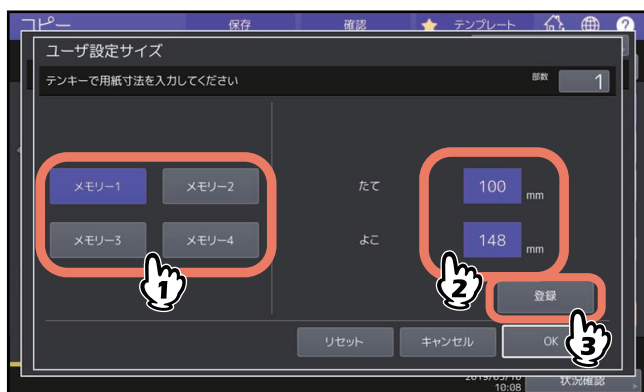 コピー 保存 確認 テンプレート ?
ユーザ設定サイズ
テンキーで用紙寸法を入力してください 部数 1
メモリー1 メモリー2 たて 100 mm
メモリー3 メモリー4 よこ 148 mm
1 2
登録
リセット キャンセル OK 3
10:08 状況確認